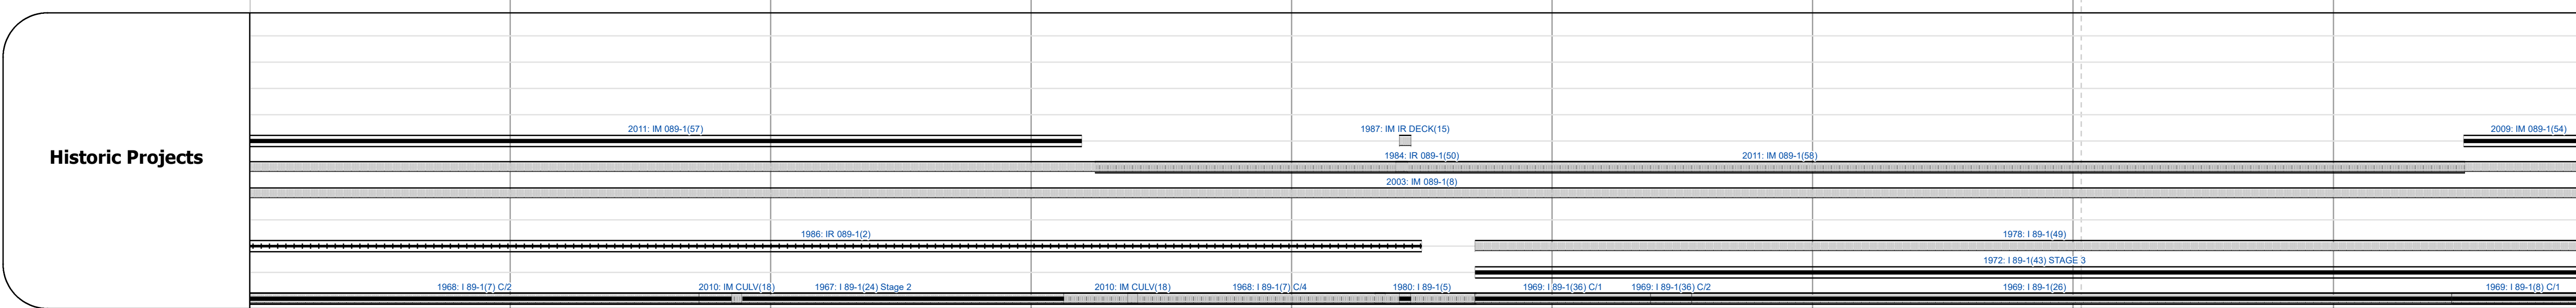 Historic Projects
2011: IM 089-1(57)
1987: IM IR DECK(15)
2009: IM 089-1(54)
1984: IR 089-1(50)
2011: IM 089-1(58)
2003: IM 089-1(8)
1986: IR 089-1(2)
1978: I 89-1(49)
1972: I 89-1(43) STAGE 3
1968: I 89-1(7) C/2
2010: IM CULV(18)
1967: I 89-1(24) Stage 2
2010: IM CULV(18)
1968: I 89-1(7) C/4
1980: I 89-1(5)
1969: I 89-1(36) C/1
1969: I 89-1(36) C/2
1969: I 89-1(26)
1969: I 89-1(8) C/1